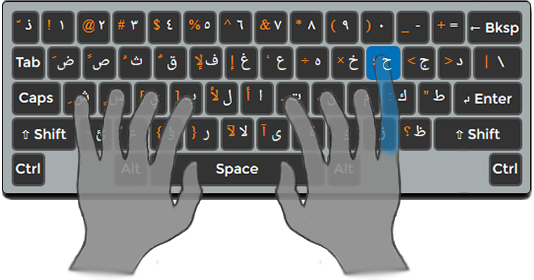 ذ ّ ! ١ @ ٢ # ٣ $ ٤ % ٥ ^ ٦ & ٧ * ٨ ( ٩ ) ٠ _ - + = ← Bksp
Tab ض َ ص ً ث ُ ق ٌ ف لإ غ إ ع ‘ ه ÷ خ × ح ج > د < | \
Caps ش س ي ب ل لأ ا أ ت ك : ط " ↲ Enter
⇧ Shift ئ ر { لا لآ ى آ ة و ز ظ ؟ ⇧ Shift
Ctrl Alt Space Alt Ctrl